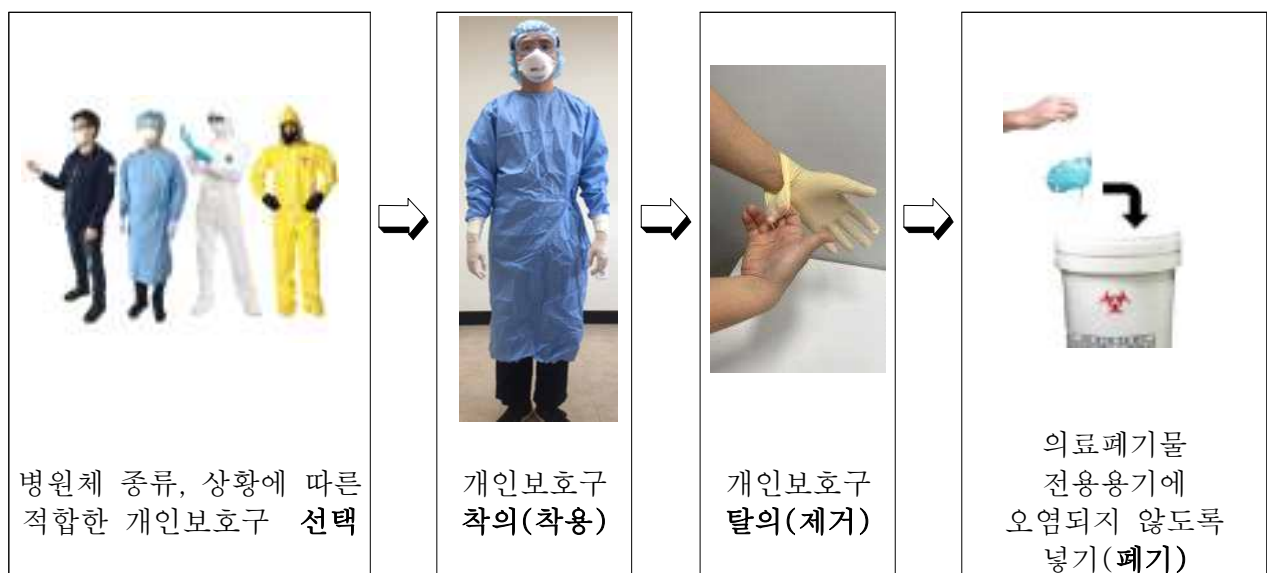 병원체 종류, 상황에 따른
적합한 개인보호구 선택
개인보호구
착의(착용)
개인보호구
탈의(제거)
의료폐기물
전용용기에
오염되지 않도록
넣기(폐기)